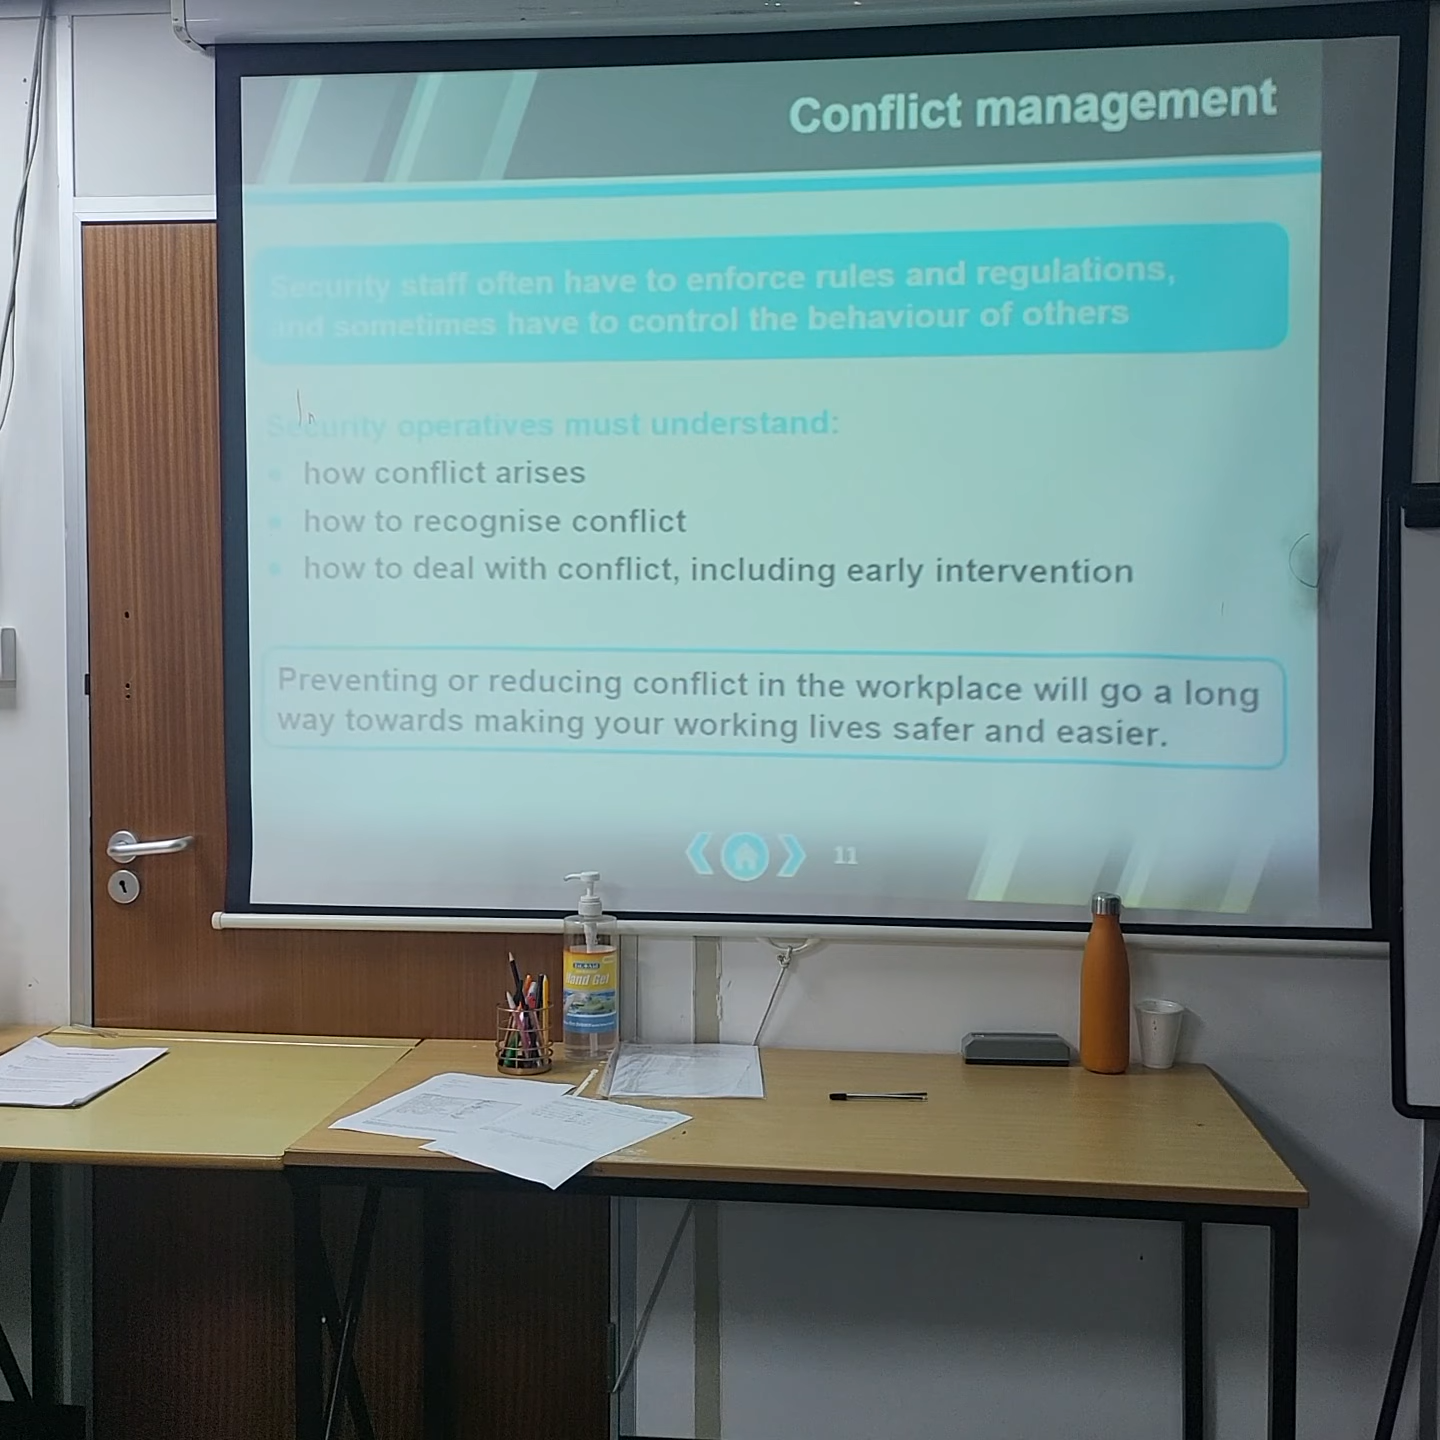 Conflict management
Security staff often have to enforce rules and regulations,
and sometimes have to control the behaviour of others
Security operatives must understand:
how conflict arises
how to recognise conflict
how to deal with conflict, including early intervention
Preventing or reducing conflict in the workplace will go a long
way towards making your working lives safer and easier.
11
Hand Gel